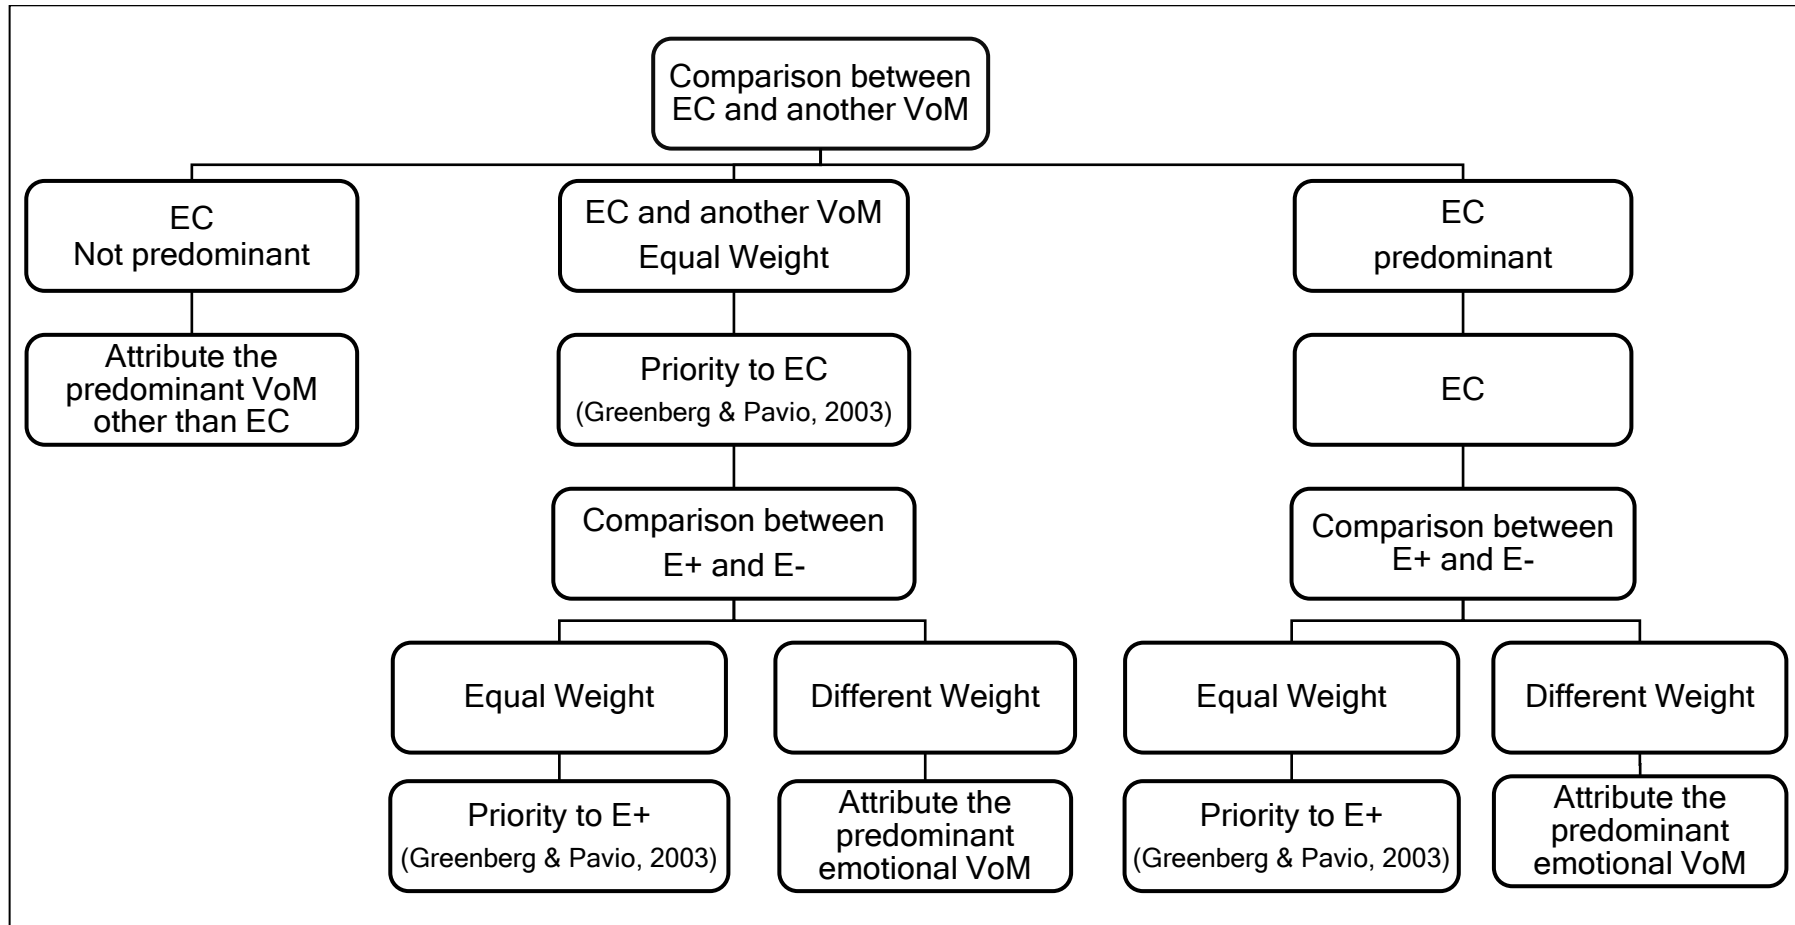 Comparison between
EC and another VoM
EC
Not predominant
EC and another VoM
Equal Weight
EC
predominant
Attribute the
predominant VoM
other than EC
Priority to EC
(Greenberg & Pavio, 2003)
EC
Comparison between
E+ and E-
Comparison between
E+ and E-
Equal Weight
Different Weight
Equal Weight
Different Weight
Priority to E+
(Greenberg & Pavio, 2003)
Attribute the
predominant
emotional VoM
Priority to E+
(Greenberg & Pavio, 2003)
Attribute the
predominant
emotional VoM